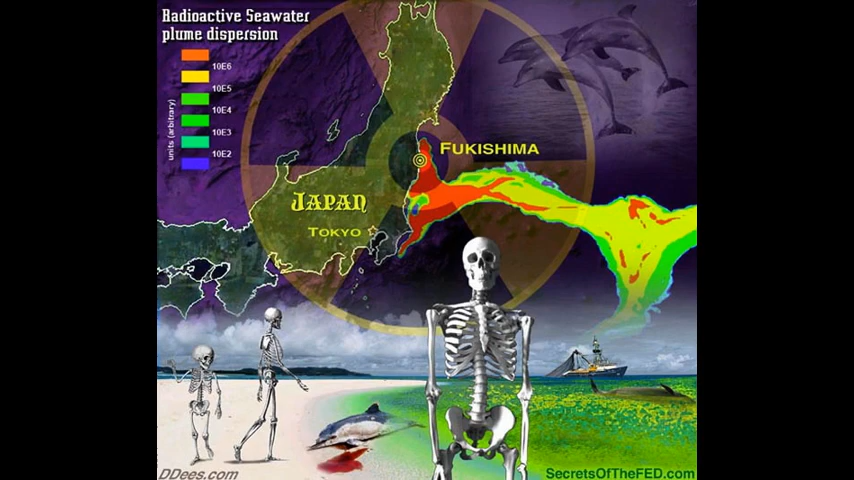 Radioactive Seawater
plume dispersion
10E6
10E5
10E4
10E3
10E2
units (arbitrary)
FUKISHIMA
JAPAN
TOKYO
DDees.com
SecretsOfTheFED.com